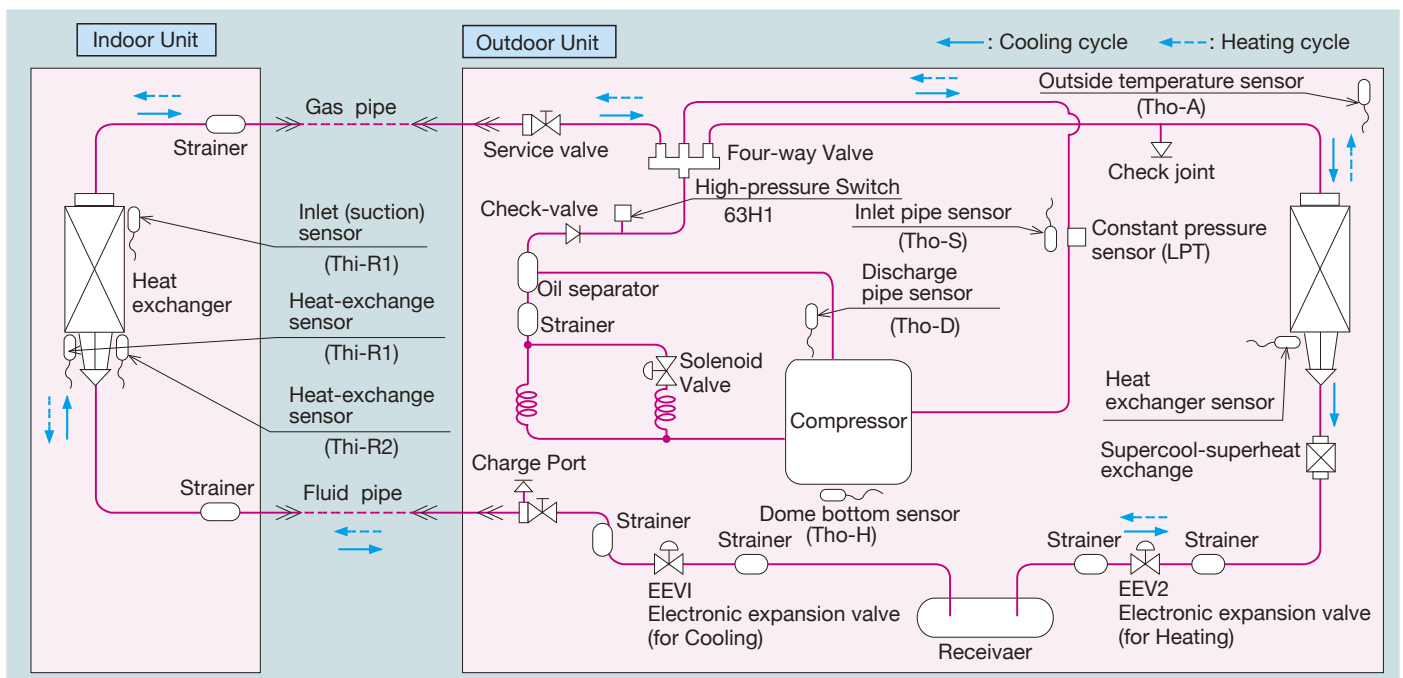 Indoor Unit
Outdoor Unit
: Cooling cycle
: Heating cycle
Outside temperature sensor
(Tho-A)
Gas pipe
Strainer
Service valve
Four-way Valve
Check joint
High-pressure Switch
63H1
Check-valve
Inlet (suction)
sensor
(Thi-R1)
Inlet pipe sensor
(Tho-S)
Constant pressure
sensor (LPT)
Heat
exchanger
Discharge
pipe sensor
(Tho-D)
Oil separator
Heat-exchange
sensor
(Thi-R1)
Strainer
Solenoid
Valve
Heat
exchanger sensor
Heat-exchange
sensor
(Thi-R2)
Compressor
Supercool-superheat
exchange
Charge Port
Strainer
Fluid pipe
Dome bottom sensor
(Tho-H)
Strainer
Strainer
Strainer
Strainer
EEVI
Electronic expansion valve
(for Cooling)
EEV2
Electronic expansion valve
(for Heating)
Receivaer